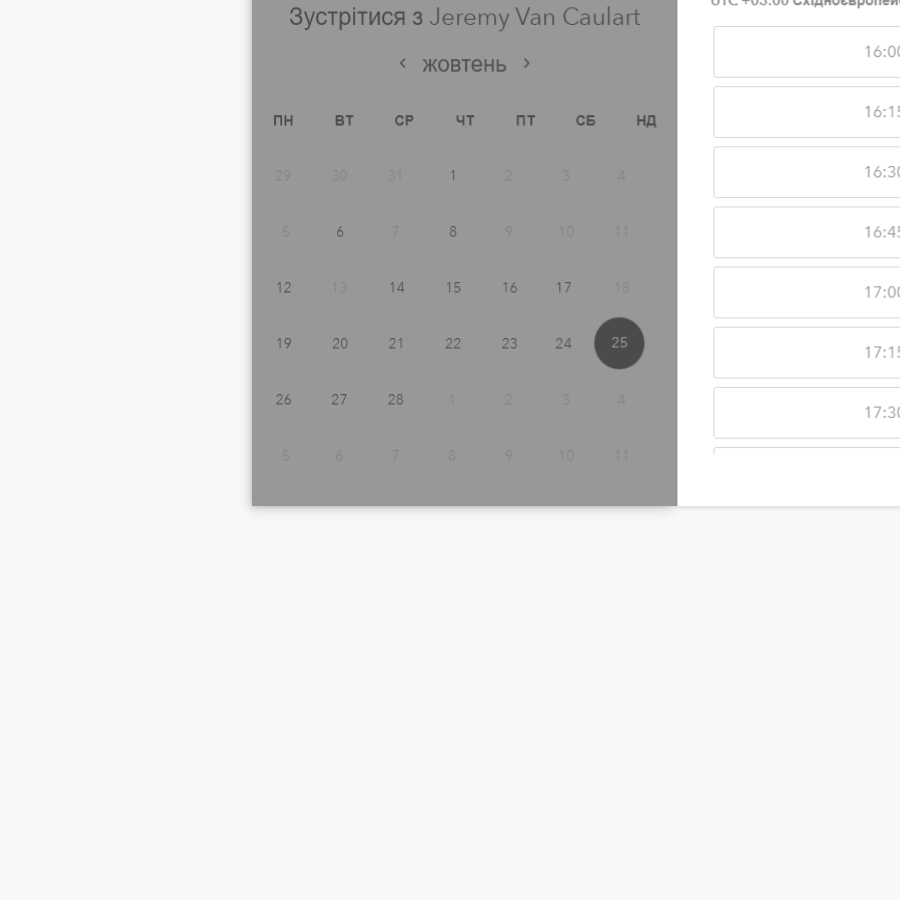 Зустрітися з Jeremy Van Caulart
‹ жовтень ›
ПН ВТ СР ЧТ ПТ СБ НД
29 30 31 1 2 3 4
5 6 7 8 9 10 11
12 13 14 15 16 17 18
19 20 21 22 23 24 25
26 27 28 1 2 3 4
5 6 7 8 9 10 11
UTC +03:00
16:00
16:15
16:30
16:45
17:00
17:15
17:30